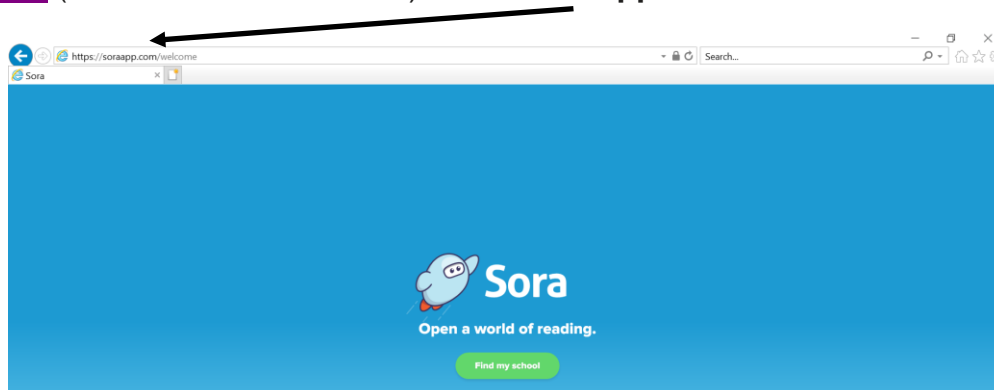 https://soraapp.com/welcome
Search...
Sora
Sora
Open a world of reading.
Find my school